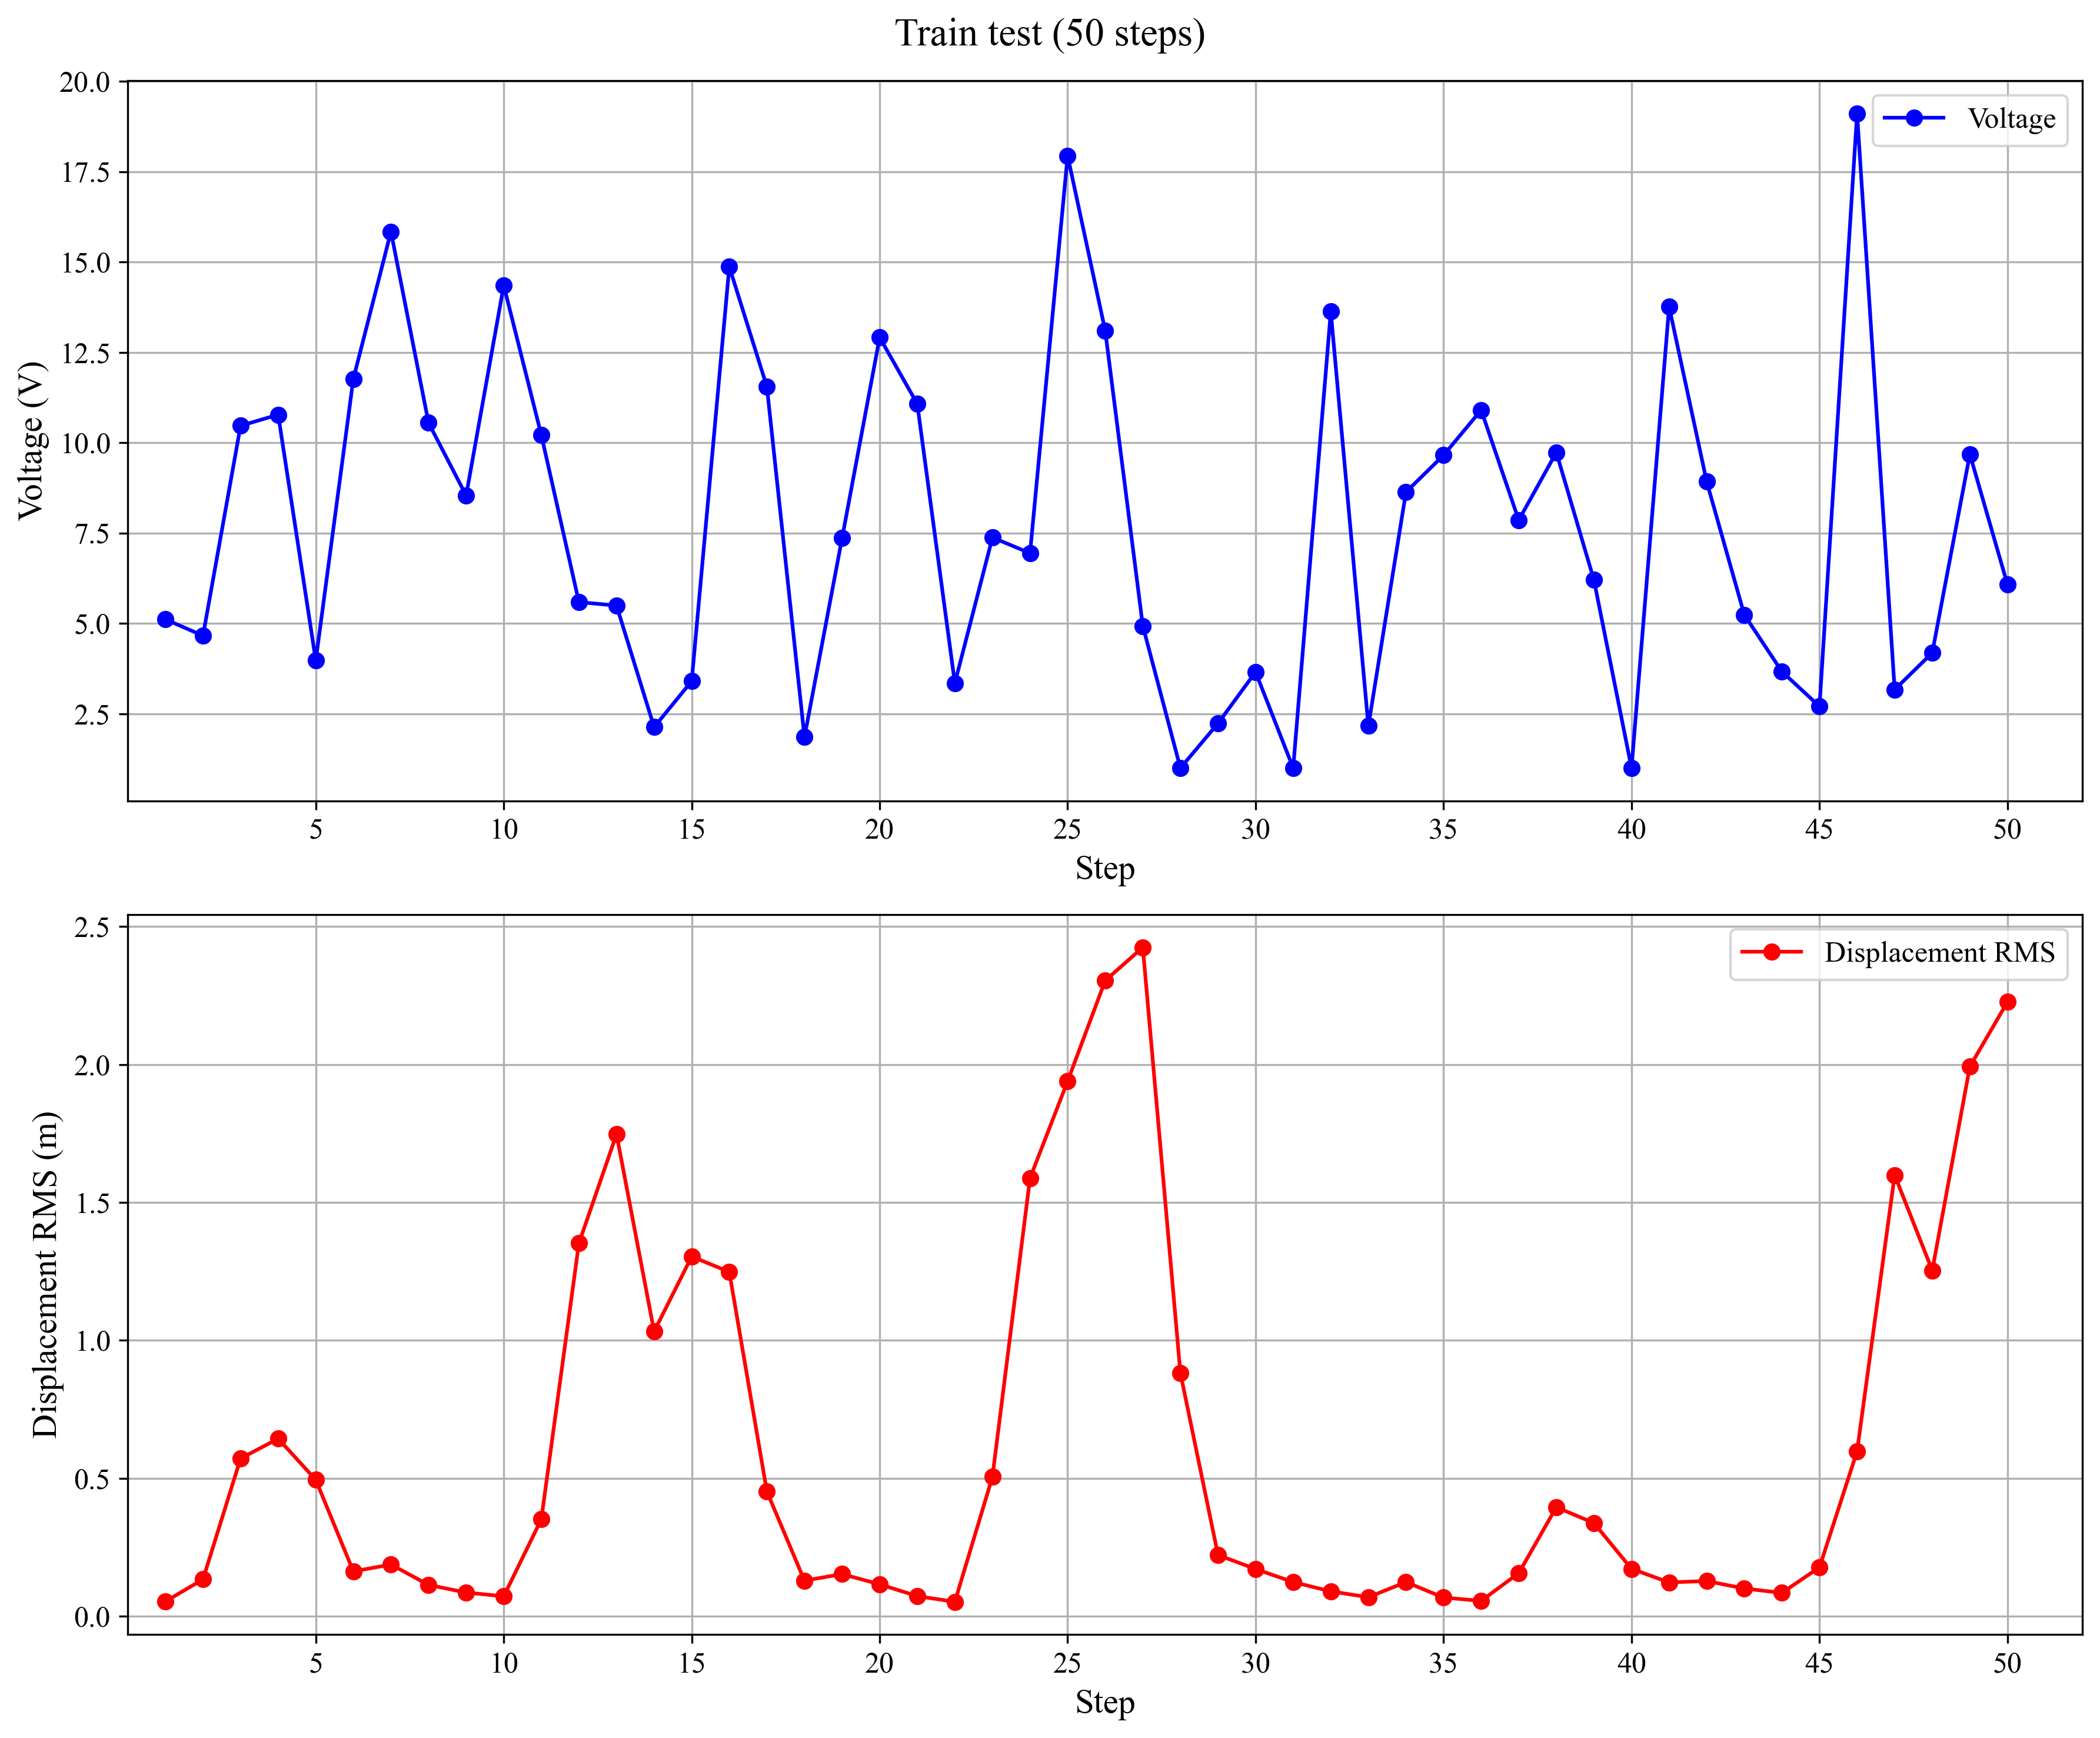 Train test (50 steps)
20.0
17.5
15.0
12.5
10.0
7.5
5.0
2.5
Voltage (V)
Voltage
5 10 15 20 25 30 35 40 45 50
Step
2.5
2.0
1.5
1.0
0.5
0.0
Displacement RMS (m)
Displacement RMS
5 10 15 20 25 30 35 40 45 50
Step